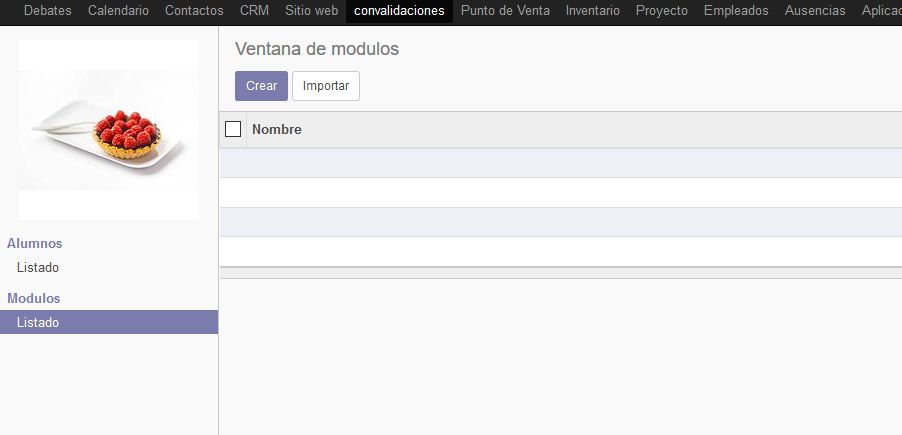 Debates Calendario Contactos CRM Sitio web convalidaciones Punto de Venta Inventario Proyecto Empleados Ausencias
Ventana de modulos
Crear Importar
Nombre
Alumnos
Listado
Modulos
Listado